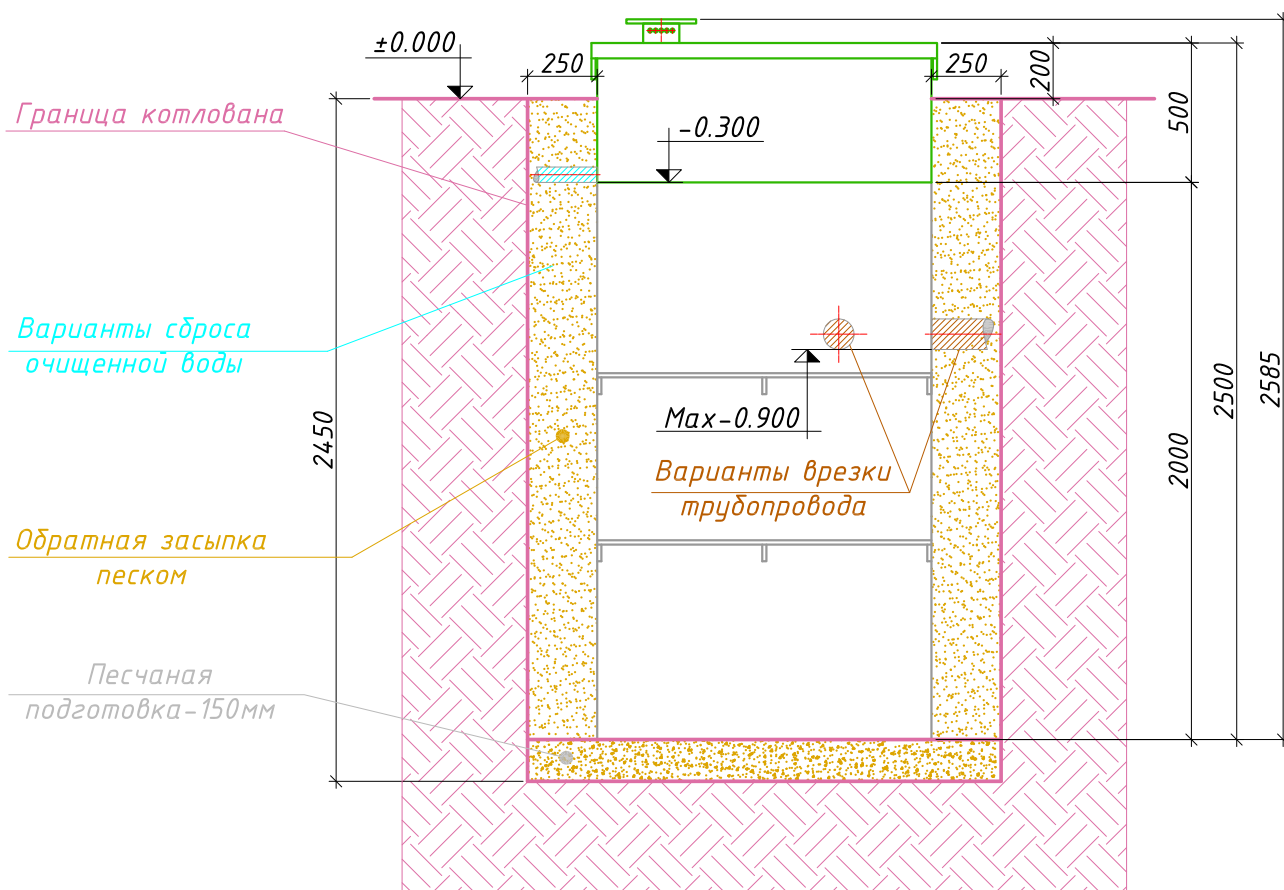 ±0.000
250
250
200
500
2585
Граница котлована
-0.300
Варианты сброса
очищенной воды
2450
2500
2000
Max-0.900
Варианты врезки
трубопровода
Обратная засыпка
песком
Песчаная
подготовка-150мм